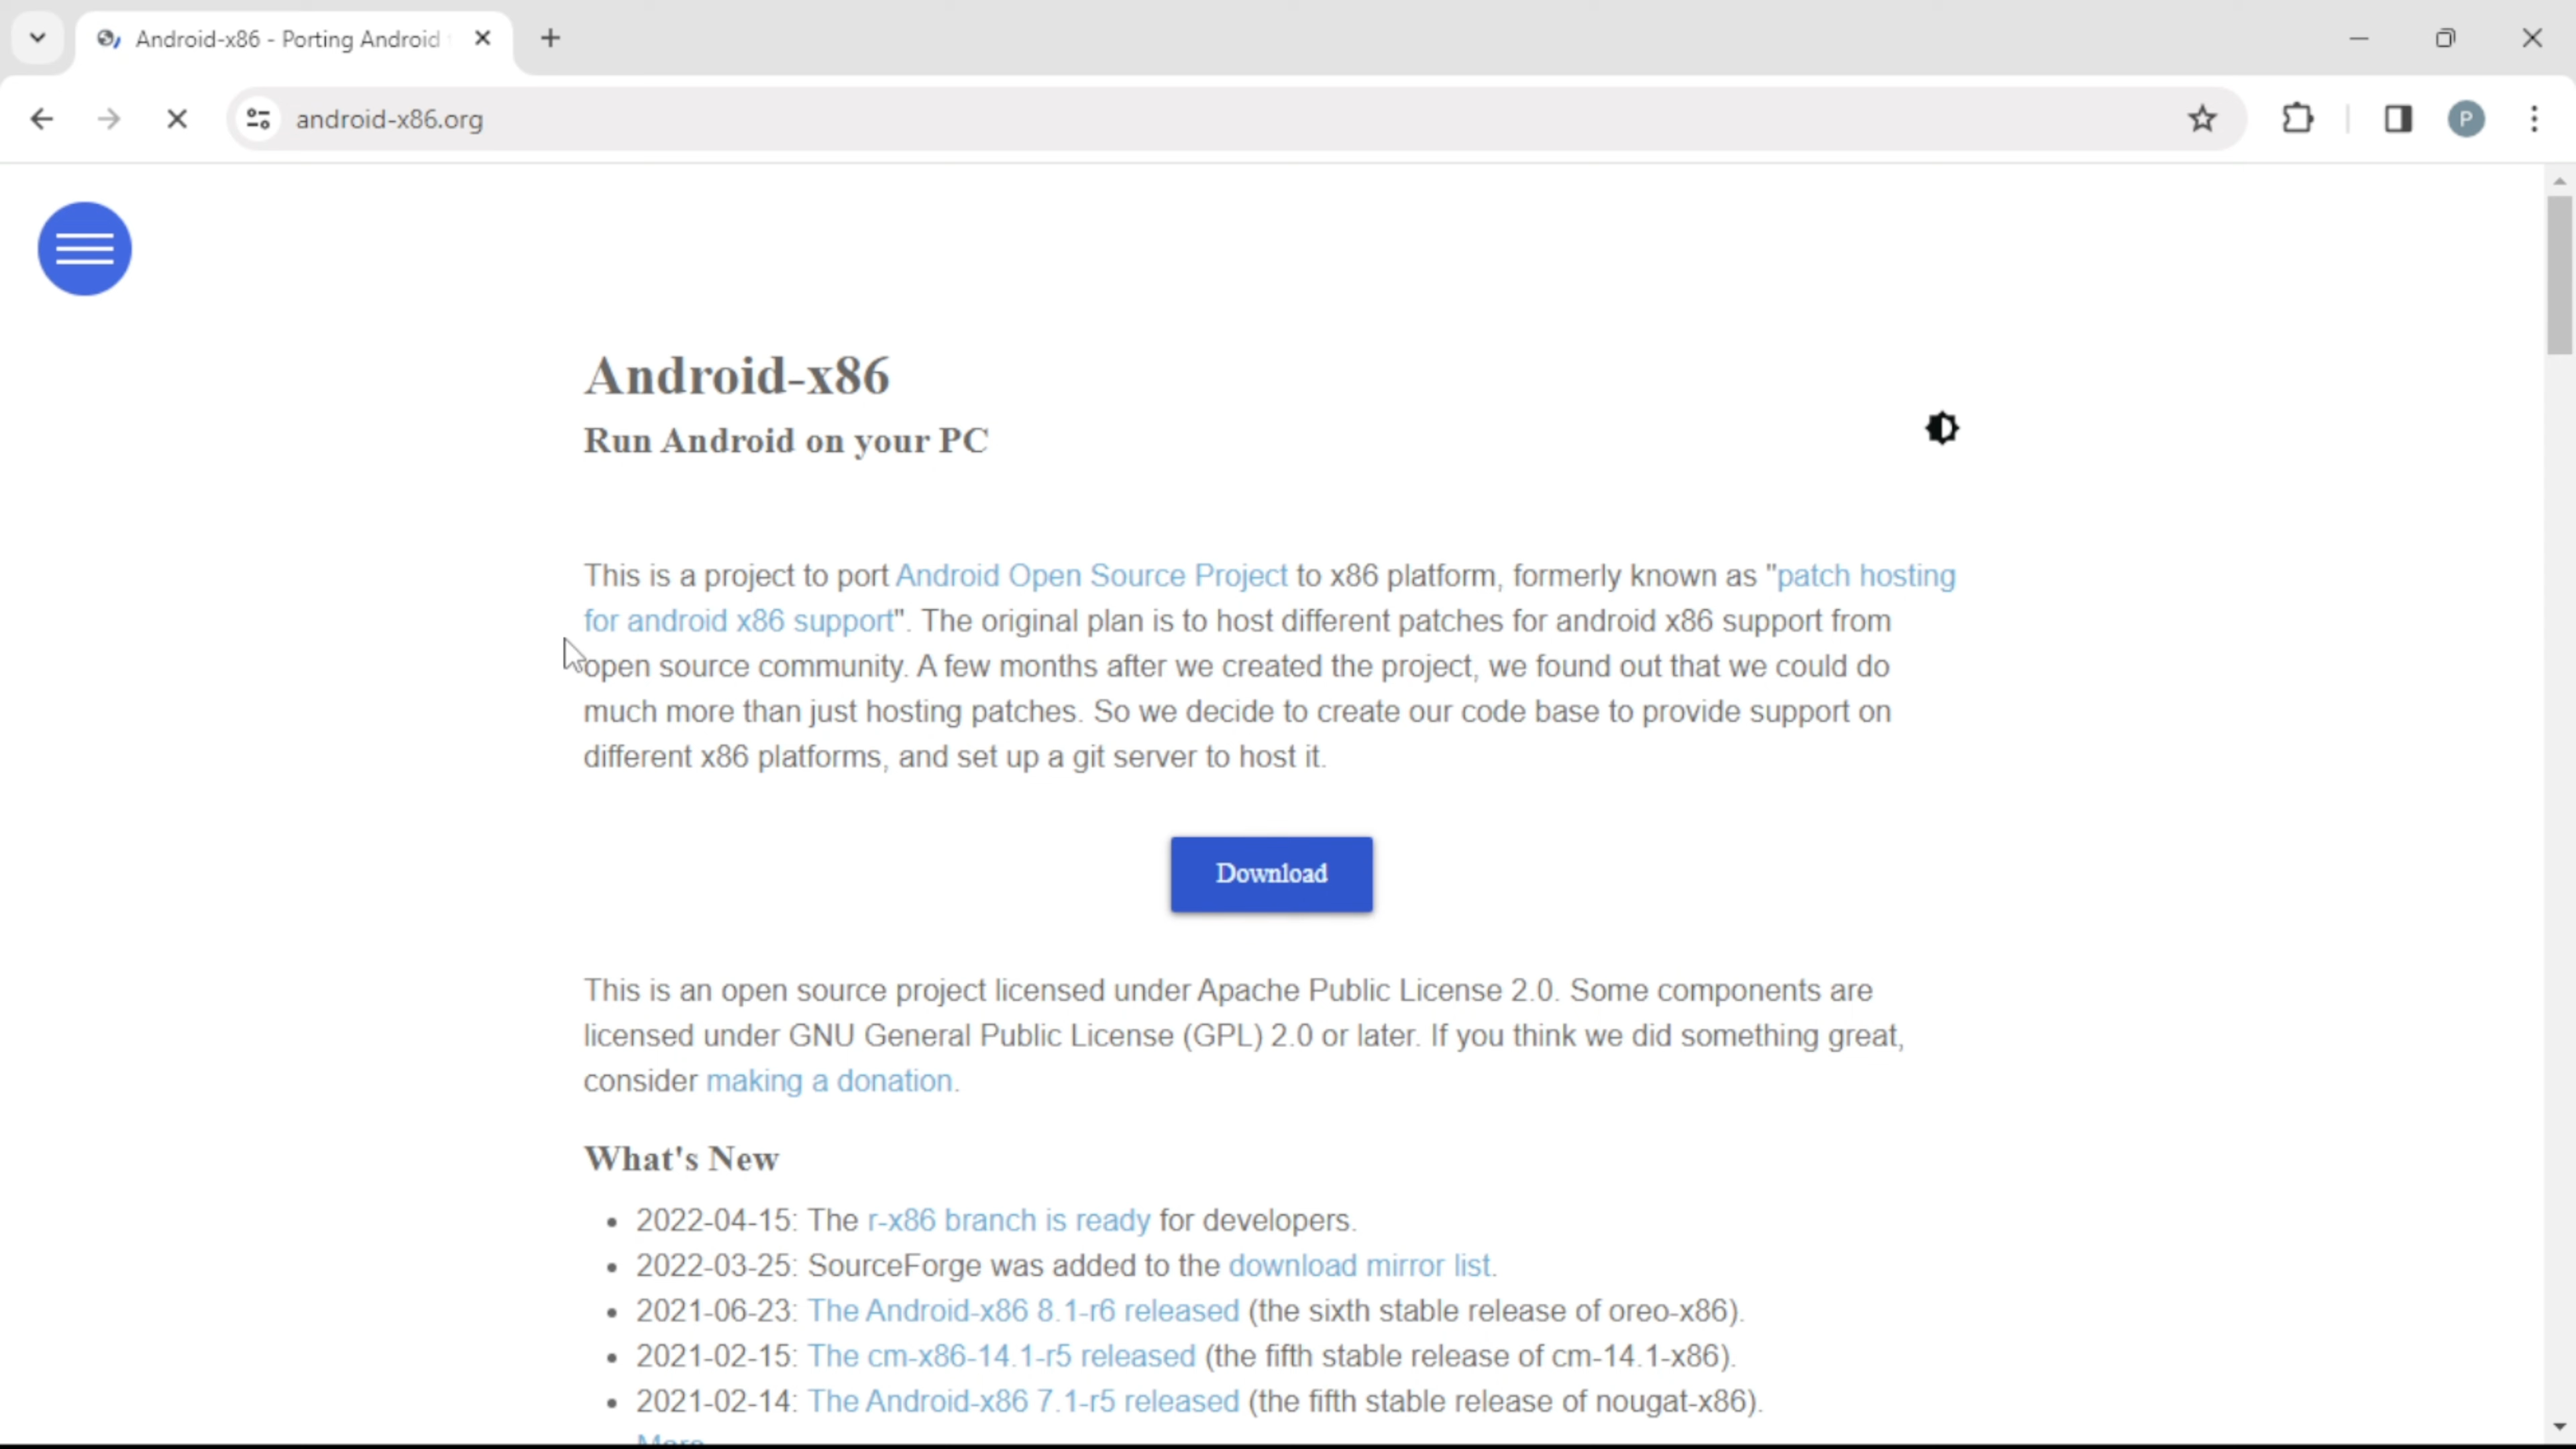 Android-x86 - Porting Android
android-x86.org
P
Android-x86
Run Android on your PC
This is a project to port Android Open Source Project to x86 platform, formerly known as "patch hosting
for android x86 support". The original plan is to host different patches for android x86 support from
open source community. A few months after we created the project, we found out that we could do
much more than just hosting patches. So we decide to create our code base to provide support on
different x86 platforms, and set up a git server to host it.
Download
This is an open source project licensed under Apache Public License 2.0. Some components are
licensed under GNU General Public License (GPL) 2.0 or later. If you think we did something great,
consider making a donation.
What's New
• 2022-04-15: The r-x86 branch is ready for developers.
• 2022-03-25: SourceForge was added to the download mirror list.
• 2021-06-23: The Android-x86 8.1-r6 released (the sixth stable release of oreo-x86).
• 2021-02-15: The cm-x86-14.1-r5 released (the fifth stable release of cm-14.1-x86).
• 2021-02-14: The Android-x86 7.1-r5 released (the fifth stable release of nougat-x86).